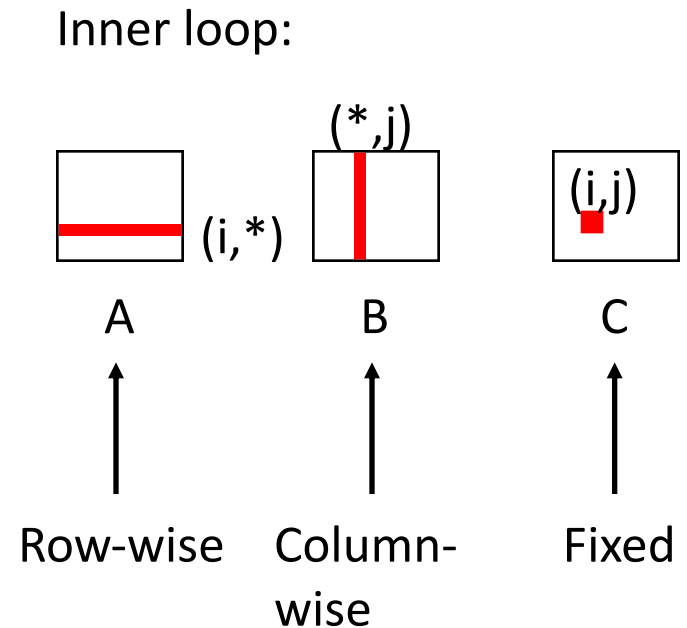 Inner loop:
(*,j)
(i,*)
(i,j)
A
B
C
Row-wise
Column-
wise
Fixed